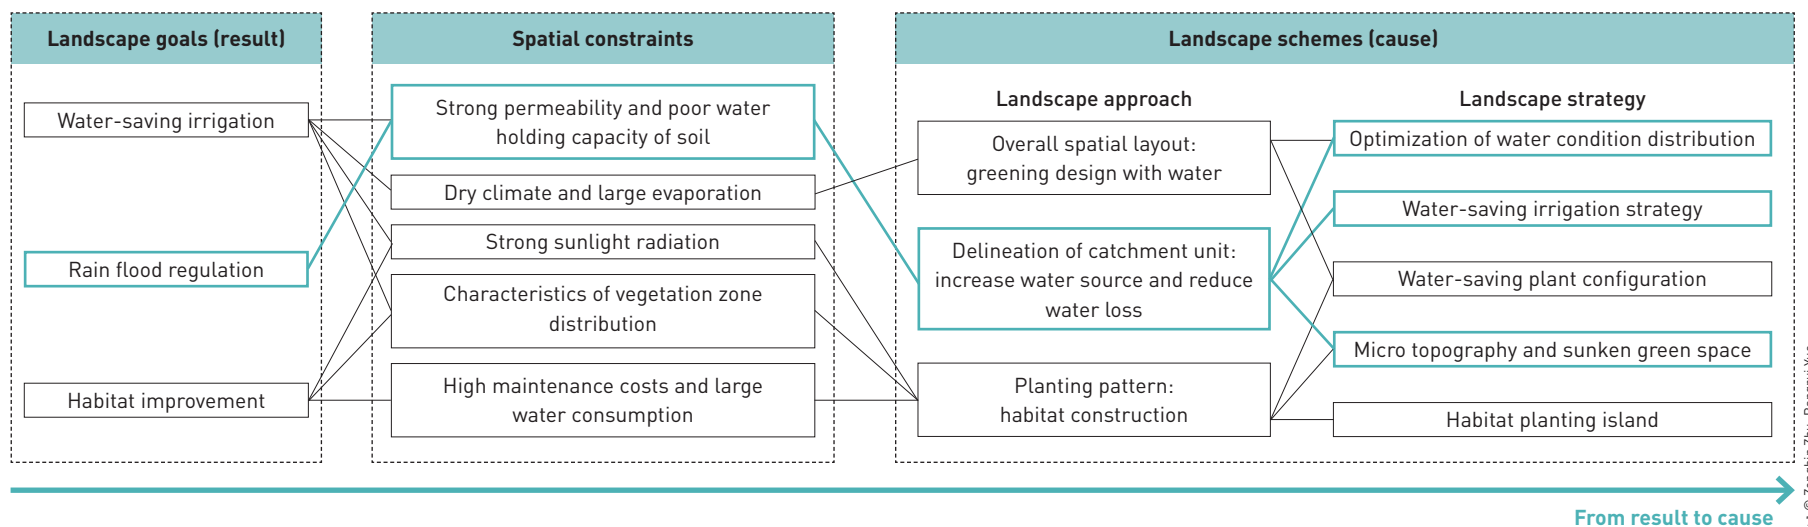 Landscape goals (result)
Spatial constraints
Landscape schemes (cause)
Landscape approach
Landscape strategy
Water-saving irrigation
Rain flood regulation
Habitat improvement
Strong permeability and poor water
holding capacity of soil
Dry climate and large evaporation
Strong sunlight radiation
Characteristics of vegetation zone
distribution
High maintenance costs and large
water consumption
Overall spatial layout:
greening design with water
Delineation of catchment unit:
increase water source and reduce
water loss
Planting pattern:
habitat construction
Optimization of water condition distribution
Water-saving irrigation strategy
Water-saving plant configuration
Micro topography and sunken green space
Habitat planting island
From result to cause